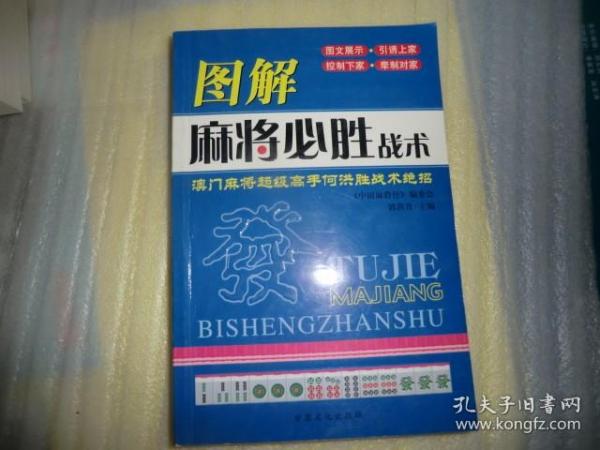 图文展示·引诱上家
控制下家·牵制对家
图解
麻将必胜战术
澳门麻将超级高手何洪胜战术绝招
發
TUJIE
MAJIANG
BISHENGZHANSHU
孔夫子旧书网
www.kongfz.com